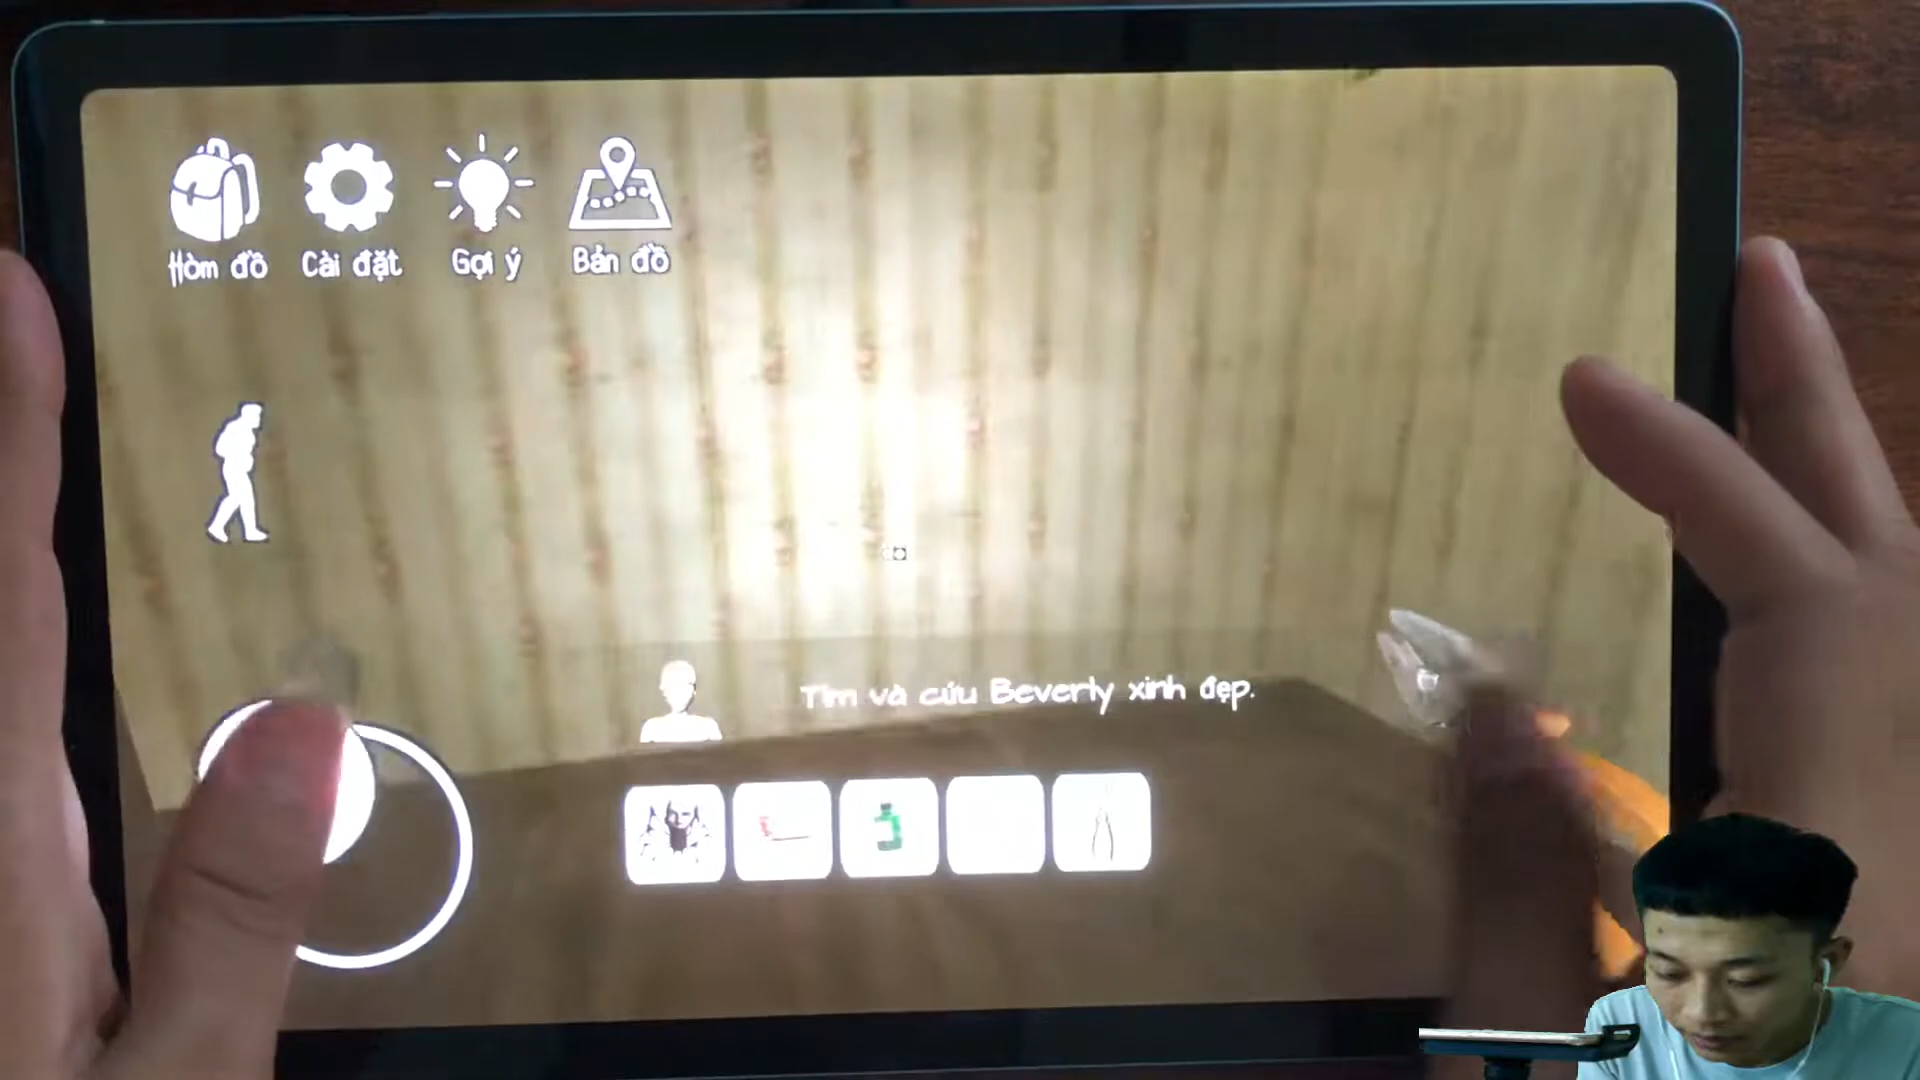 Hòm đồ
Cài đặt
Gợi ý
Bản đồ
Tìm và cứu Beverly xinh đẹp.